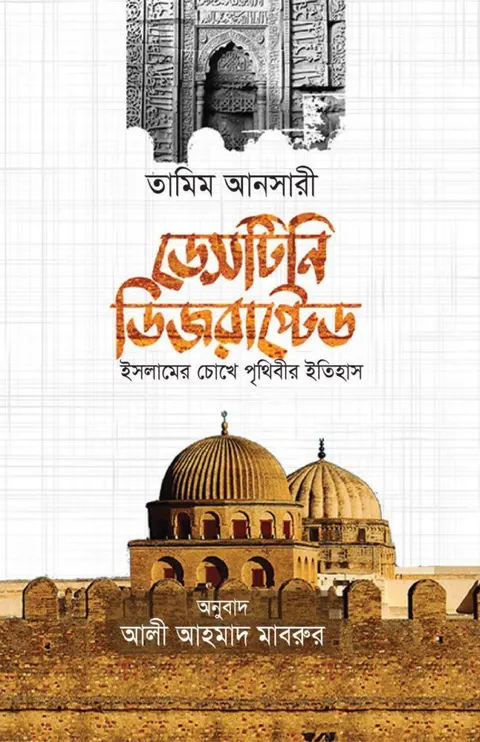 তামিম আনসারী
ডেসটিনি
ডিজরাপ্টেড
ইসলামের চোখে পৃথিবীর ইতিহাস
অনুবাদ
আলী আহমাদ মাবরুর